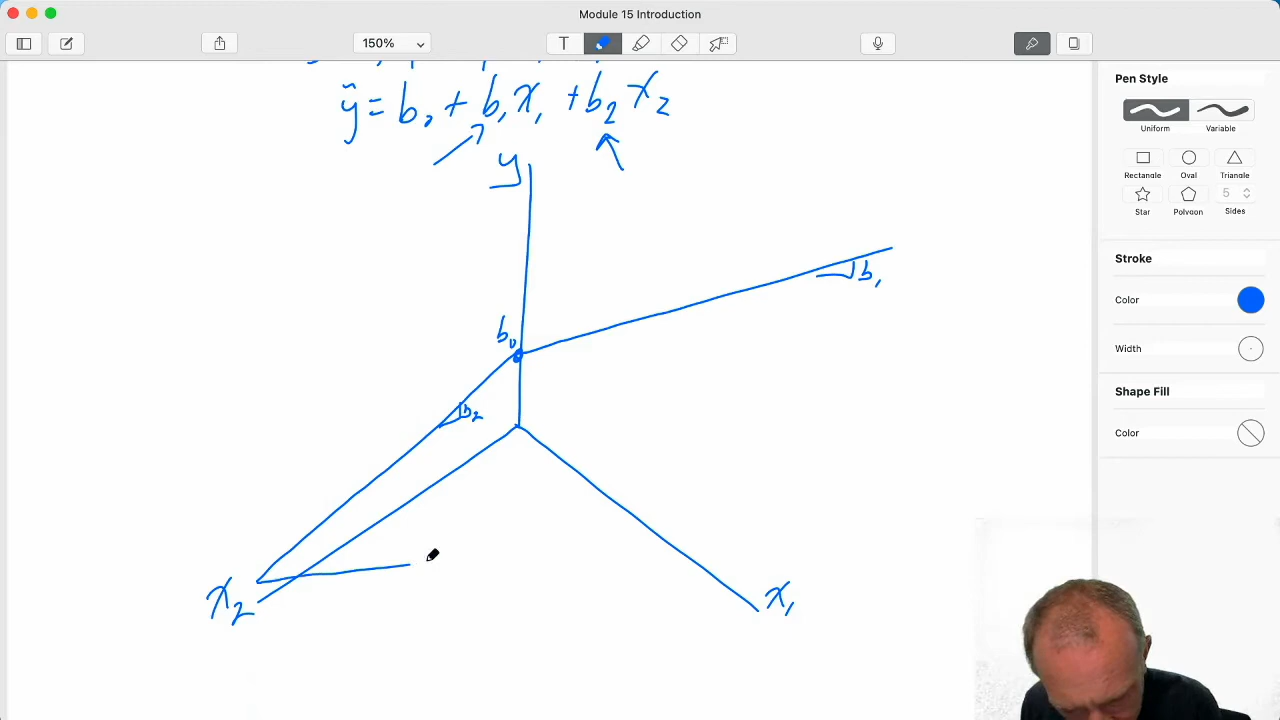 Module 15 Introduction
150%
T
Pen Style
Uniform Variable
Rectangle Oval Triangle
Star Polygon 5 Sides
Stroke
Color
Width
Shape Fill
Color
ŷ = b₀ + b₁x₁ + b₂x₂
y
b₁
b₀
b₂
x₂
x₁